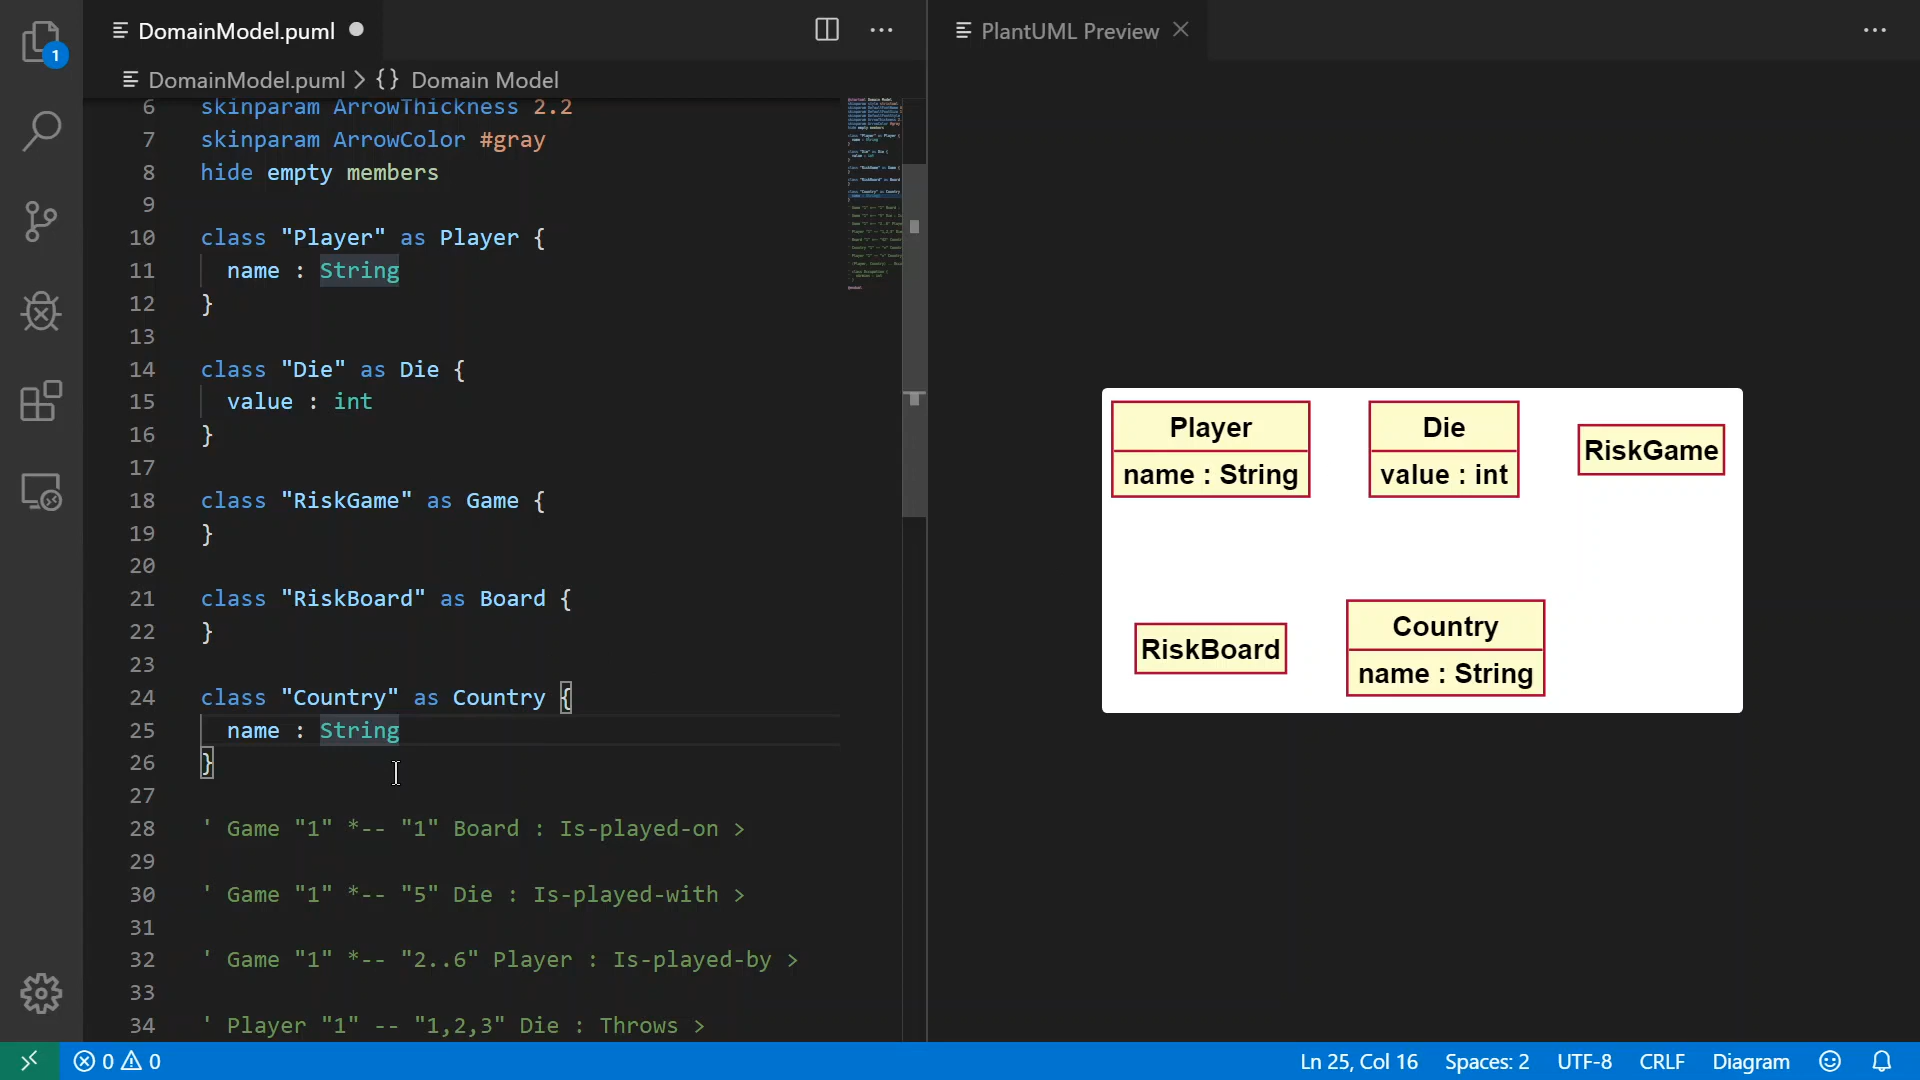 DomainModel.puml
PlantUML Preview
1
DomainModel.puml > {} Domain Model
6 skinparam ArrowThickness 2.2
7 skinparam ArrowColor #gray
8 hide empty members
9
10 class "Player" as Player {
11 name : String
12 }
13
14 class "Die" as Die {
15 value : int
16 }
17
18 class "RiskGame" as Game {
19 }
20
21 class "RiskBoard" as Board {
22 }
23
24 class "Country" as Country {
25 name : String
26 }
27
28 ' Game "1" *-- "1" Board : Is-played-on >
29
30 ' Game "1" *-- "5" Die : Is-played-with >
31
32 ' Game "1" *-- "2..6" Player : Is-played-by >
33
34 ' Player "1" -- "1,2,3" Die : Throws >
Player
name : String
Die
value : int
RiskGame
RiskBoard
Country
name : String
0 0
Ln 25, Col 16 Spaces: 2 UTF-8 CRLF Diagram